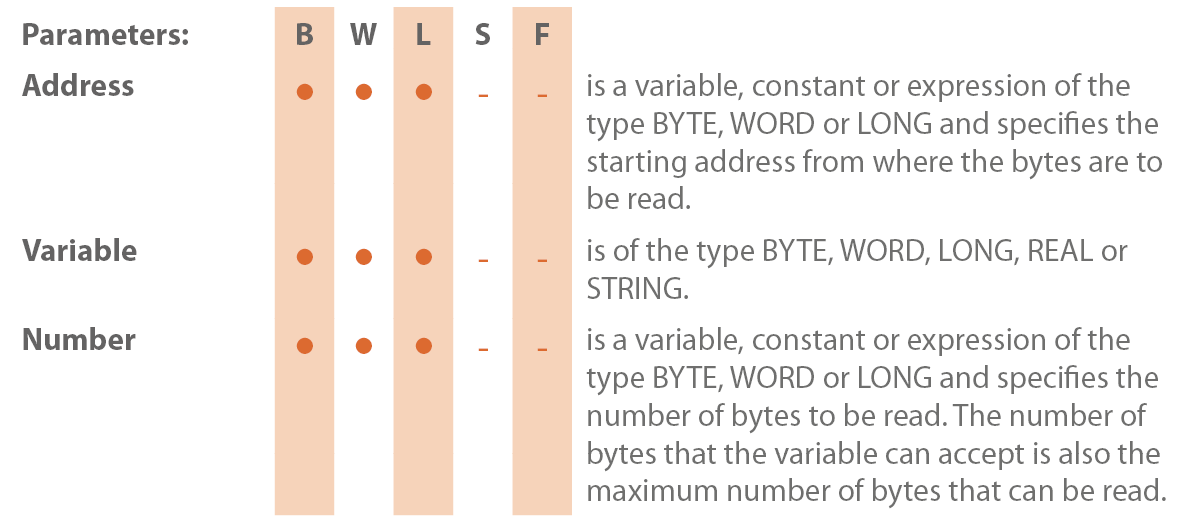 Parameters: B W L S F
Address ● ● ● - - is a variable, constant or expression of the
type BYTE, WORD or LONG and specifies the
starting address from where the bytes are to
be read.
Variable ● ● ● - - is of the type BYTE, WORD, LONG, REAL or
STRING.
Number ● ● ● - - is a variable, constant or expression of the
type BYTE, WORD or LONG and specifies the
number of bytes to be read. The number of
bytes that the variable can accept is also the
maximum number of bytes that can be read.